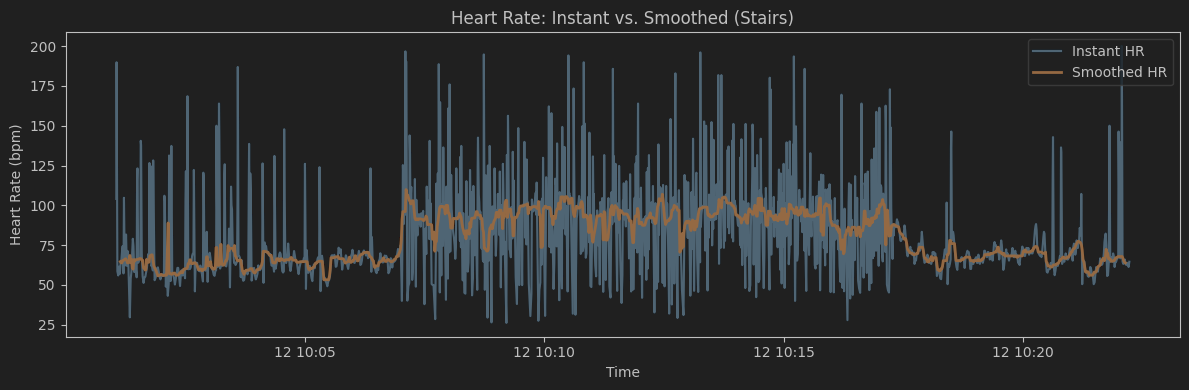 Heart Rate: Instant vs. Smoothed (Stairs)
Instant HR
Smoothed HR
Heart Rate (bpm)
200
175
150
125
100
75
50
25
12 10:05
12 10:10
12 10:15
12 10:20
Time